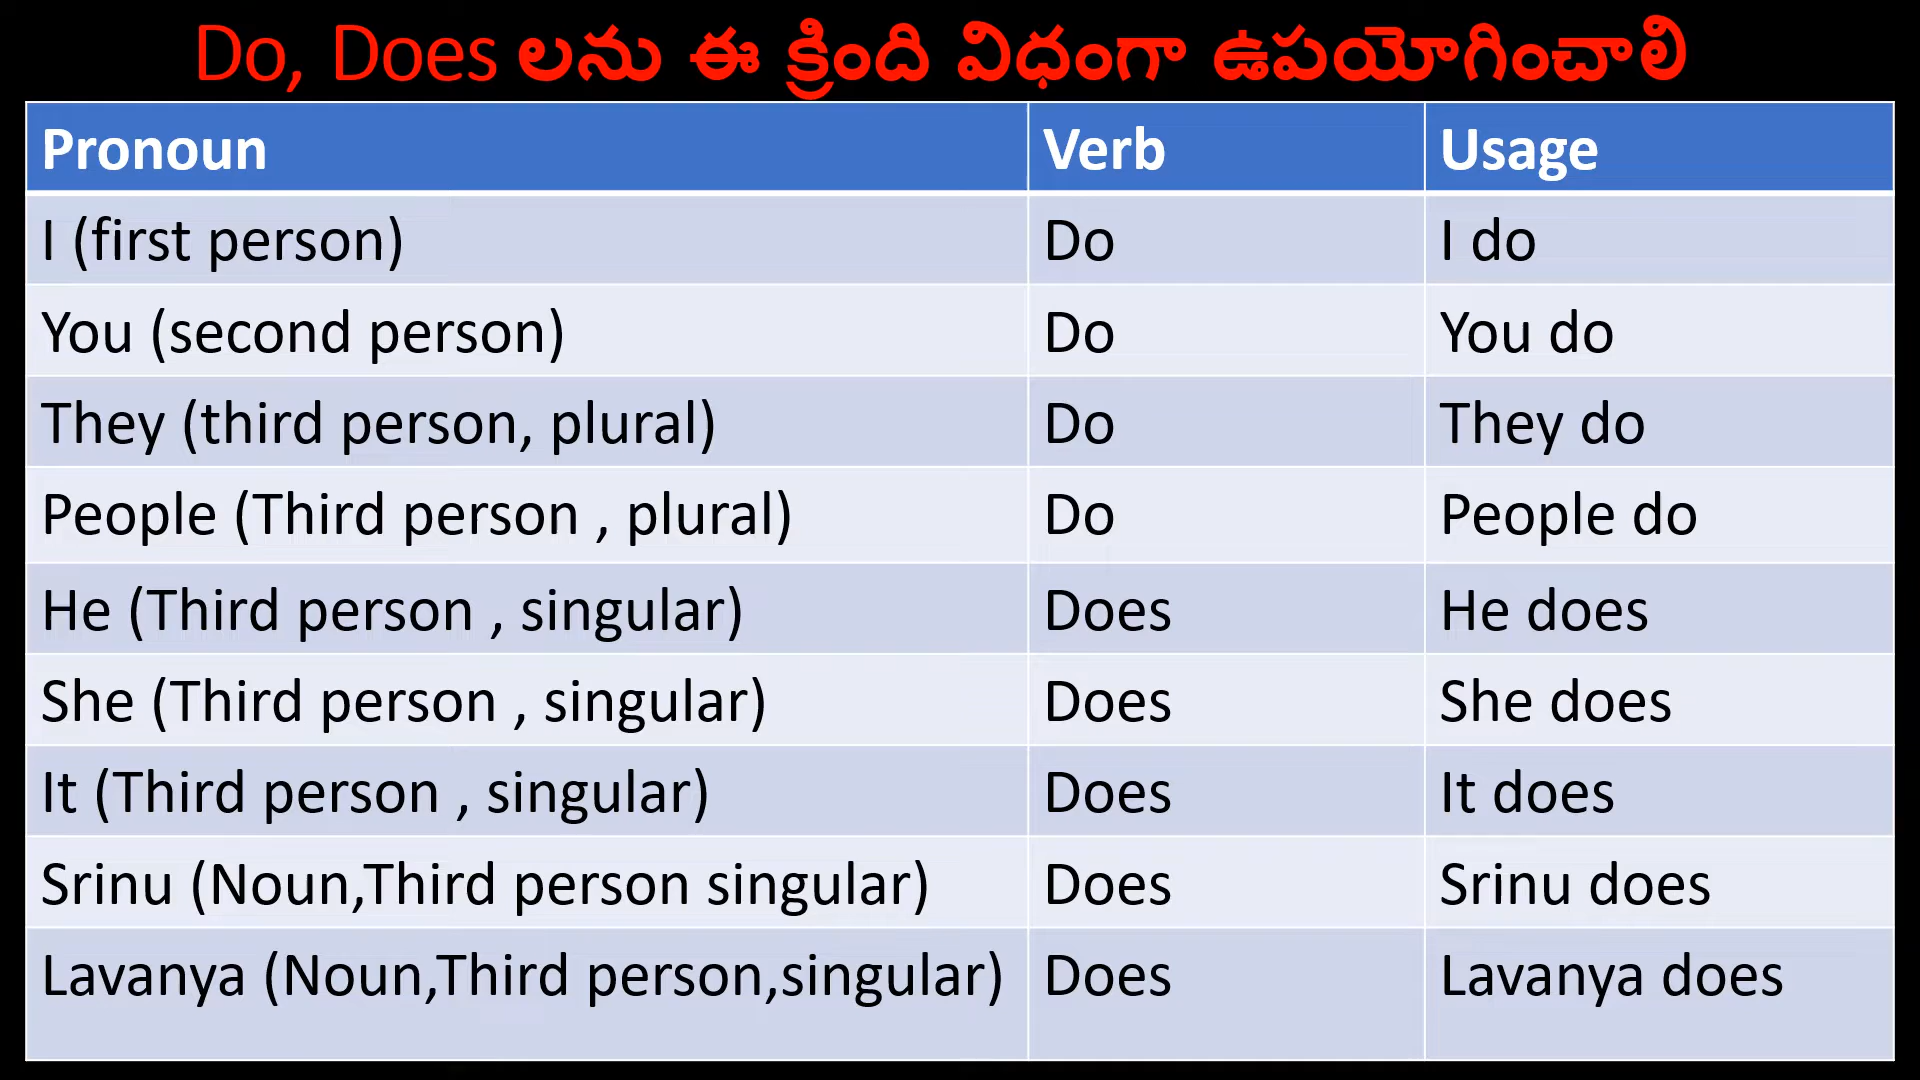 Do, Does లను ఈ క్రింది విధంగా ఉపయోగించాలి
Pronoun Verb Usage
I (first person) Do I do
You (second person) Do You do
They (third person, plural) Do They do
People (Third person , plural) Do People do
He (Third person , singular) Does He does
She (Third person , singular) Does She does
It (Third person , singular) Does It does
Srinu (Noun,Third person singular) Does Srinu does
Lavanya (Noun,Third person,singular) Does Lavanya does